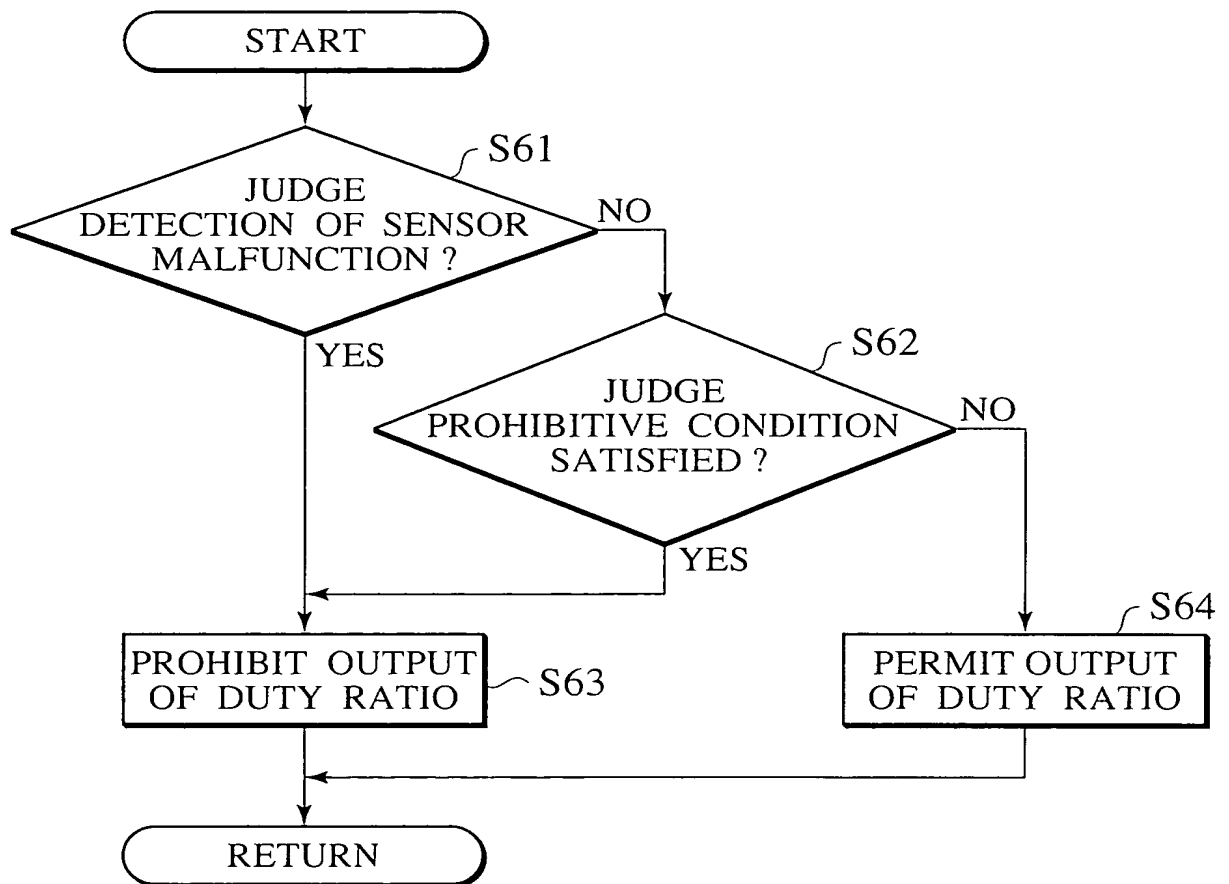 START
S61
JUDGE
DETECTION OF SENSOR
MALFUNCTION ?
NO
YES
S62
JUDGE
PROHIBITIVE CONDITION
SATISFIED ?
NO
YES
PROHIBIT OUTPUT
OF DUTY RATIO
S63
S64
PERMIT OUTPUT
OF DUTY RATIO
RETURN